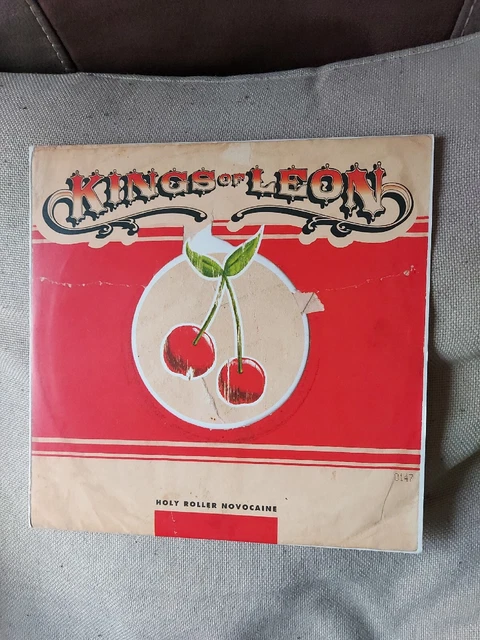 KINGS OF LEON
0147
HOLY ROLLER NOVOCAINE